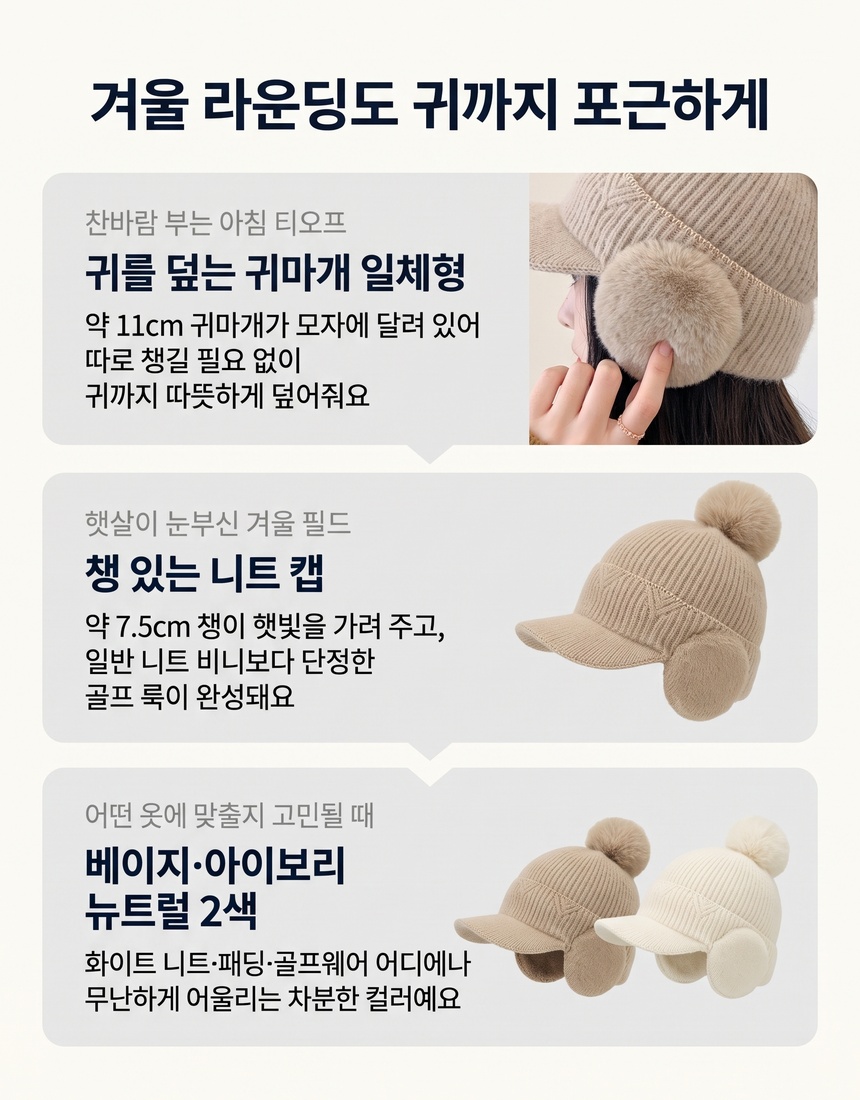 겨울 라운딩도 귀까지 포근하게
찬바람 부는 아침 티오프
귀를 덮는 귀마개 일체형
약 11cm 귀마개가 모자에 달려 있어
따로 챙길 필요 없이
귀까지 따뜻하게 덮어줘요
햇살이 눈부신 겨울 필드
챙 있는 니트 캡
약 7.5cm 챙이 햇빛을 가려 주고,
일반 니트 비니보다 단정한
골프 룩이 완성돼요
어떤 옷에 맞출지 고민될 때
베이지·아이보리
뉴트럴 2색
화이트 니트·패딩·골프웨어 어디에나
무난하게 어울리는 차분한 컬러예요